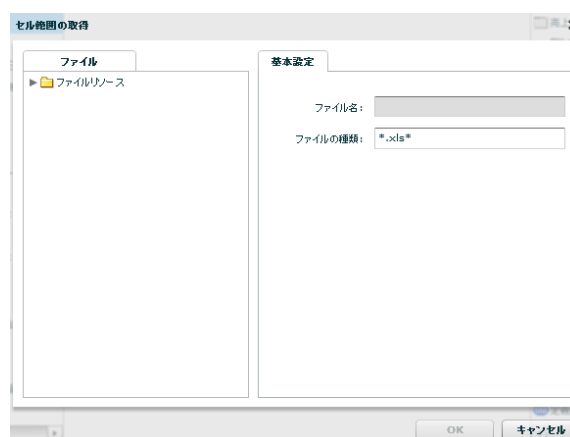 セル範囲の取得
ファイル
ファイルリソース
基本設定
ファイル名:
ファイルの種類: *.xls*
OK
キャンセル